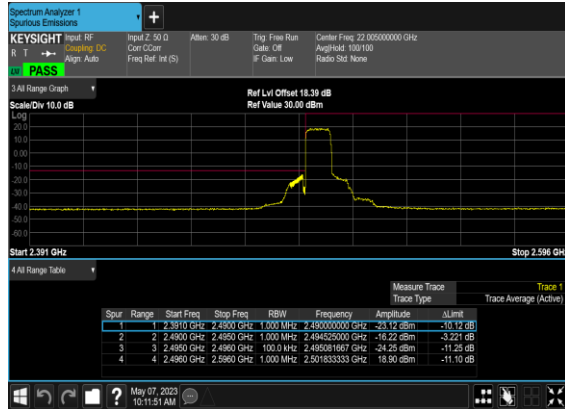 Spectrum Analyzer 1
Spurious Emissions
+
KEYSIGHT Input: RF Input Z: 50 Ω Atten: 30 dB Trig: Free Run Center Freq: 22.005000000 GHz
R T Coupling: DC Corr CCorr Gate: Off Avg|Hold: 100/100
Align: Auto Freq Ref: Int (S) IF Gain: Low Radio Std: None
LV PASS
3 All Range Graph
Ref Lvl Offset 18.39 dB
Scale/Div 10.0 dB Ref Value 30.00 dBm
Log
20.0
10.0
0.00
-10.0
-20.0
-30.0
-40.0
-50.0
-60.0
Start 2.391 GHz Stop 2.596 GH
4 All Range Table
Measure Trace Trace 1
Trace Type Trace Average (Active)
Spur Range Start Freq Stop Freq RBW Frequency Amplitude ΔLimit
1 1 2.3910 GHz 2.4900 GHz 1.000 MHz 2.490000000 GHz -23.12 dBm -10.12 dB
2 2 2.4900 GHz 2.4950 GHz 1.000 MHz 2.494525000 GHz -16.22 dBm -3.221 dB
3 3 2.4950 GHz 2.4960 GHz 100.0 kHz 2.495081667 GHz -24.25 dBm -11.25 dB
4 4 2.4960 GHz 2.5960 GHz 1.000 MHz 2.501833333 GHz 18.90 dBm -11.10 dB
? May 07, 2023
10:11:51 AM